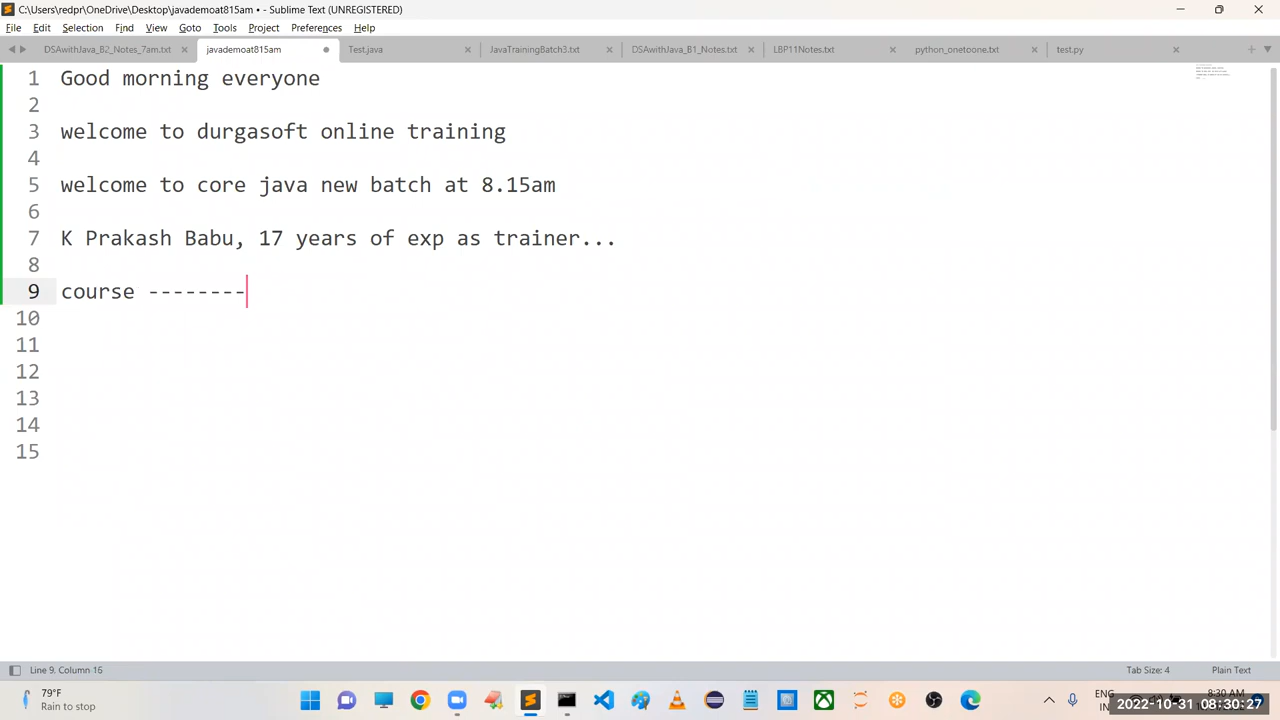 C:\Users\redpr\OneDrive\Desktop\javademoat815am • - Sublime Text (UNREGISTERED)
File Edit Selection View Goto Tools Project Preferences Help
DSAwithJava_B2_Notes_7am.txt javademoat815am Test.java JavaTrainingBatch3.txt DSAwithJava_B1_Notes.txt LBP11Notes.txt python_onetoone.txt test.py
1 Good morning everyone
2
3 welcome to durgasoft online training
4
5 welcome to core java new batch at 8.15am
6
7 K Prakash Babu, 17 years of exp as trainer...
8
9 course --------
10
11
12
13
14
15
Line 9, Column 16 Tab Size: 4 Plain Text
79°F
Rain to stop
ENG 8:30 AM
2022-10-31 08:30:27